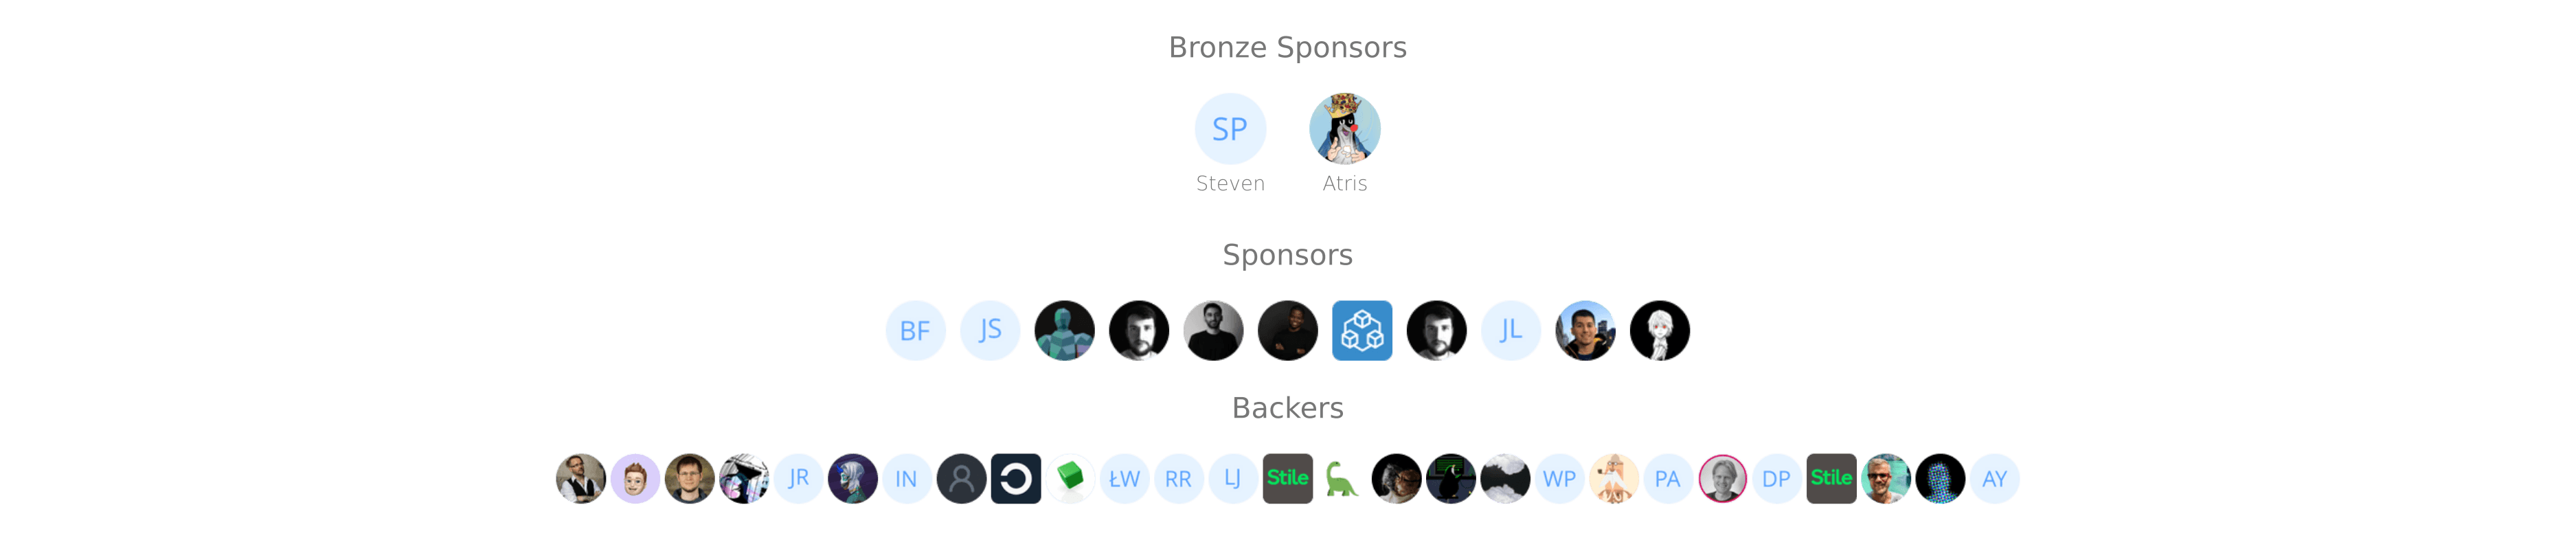 Bronze Sponsors
SP
Steven Atris
Sponsors
BF JS JL
Backers
JR IN ŁW RR LJ Stile WP PA DP Stile AY